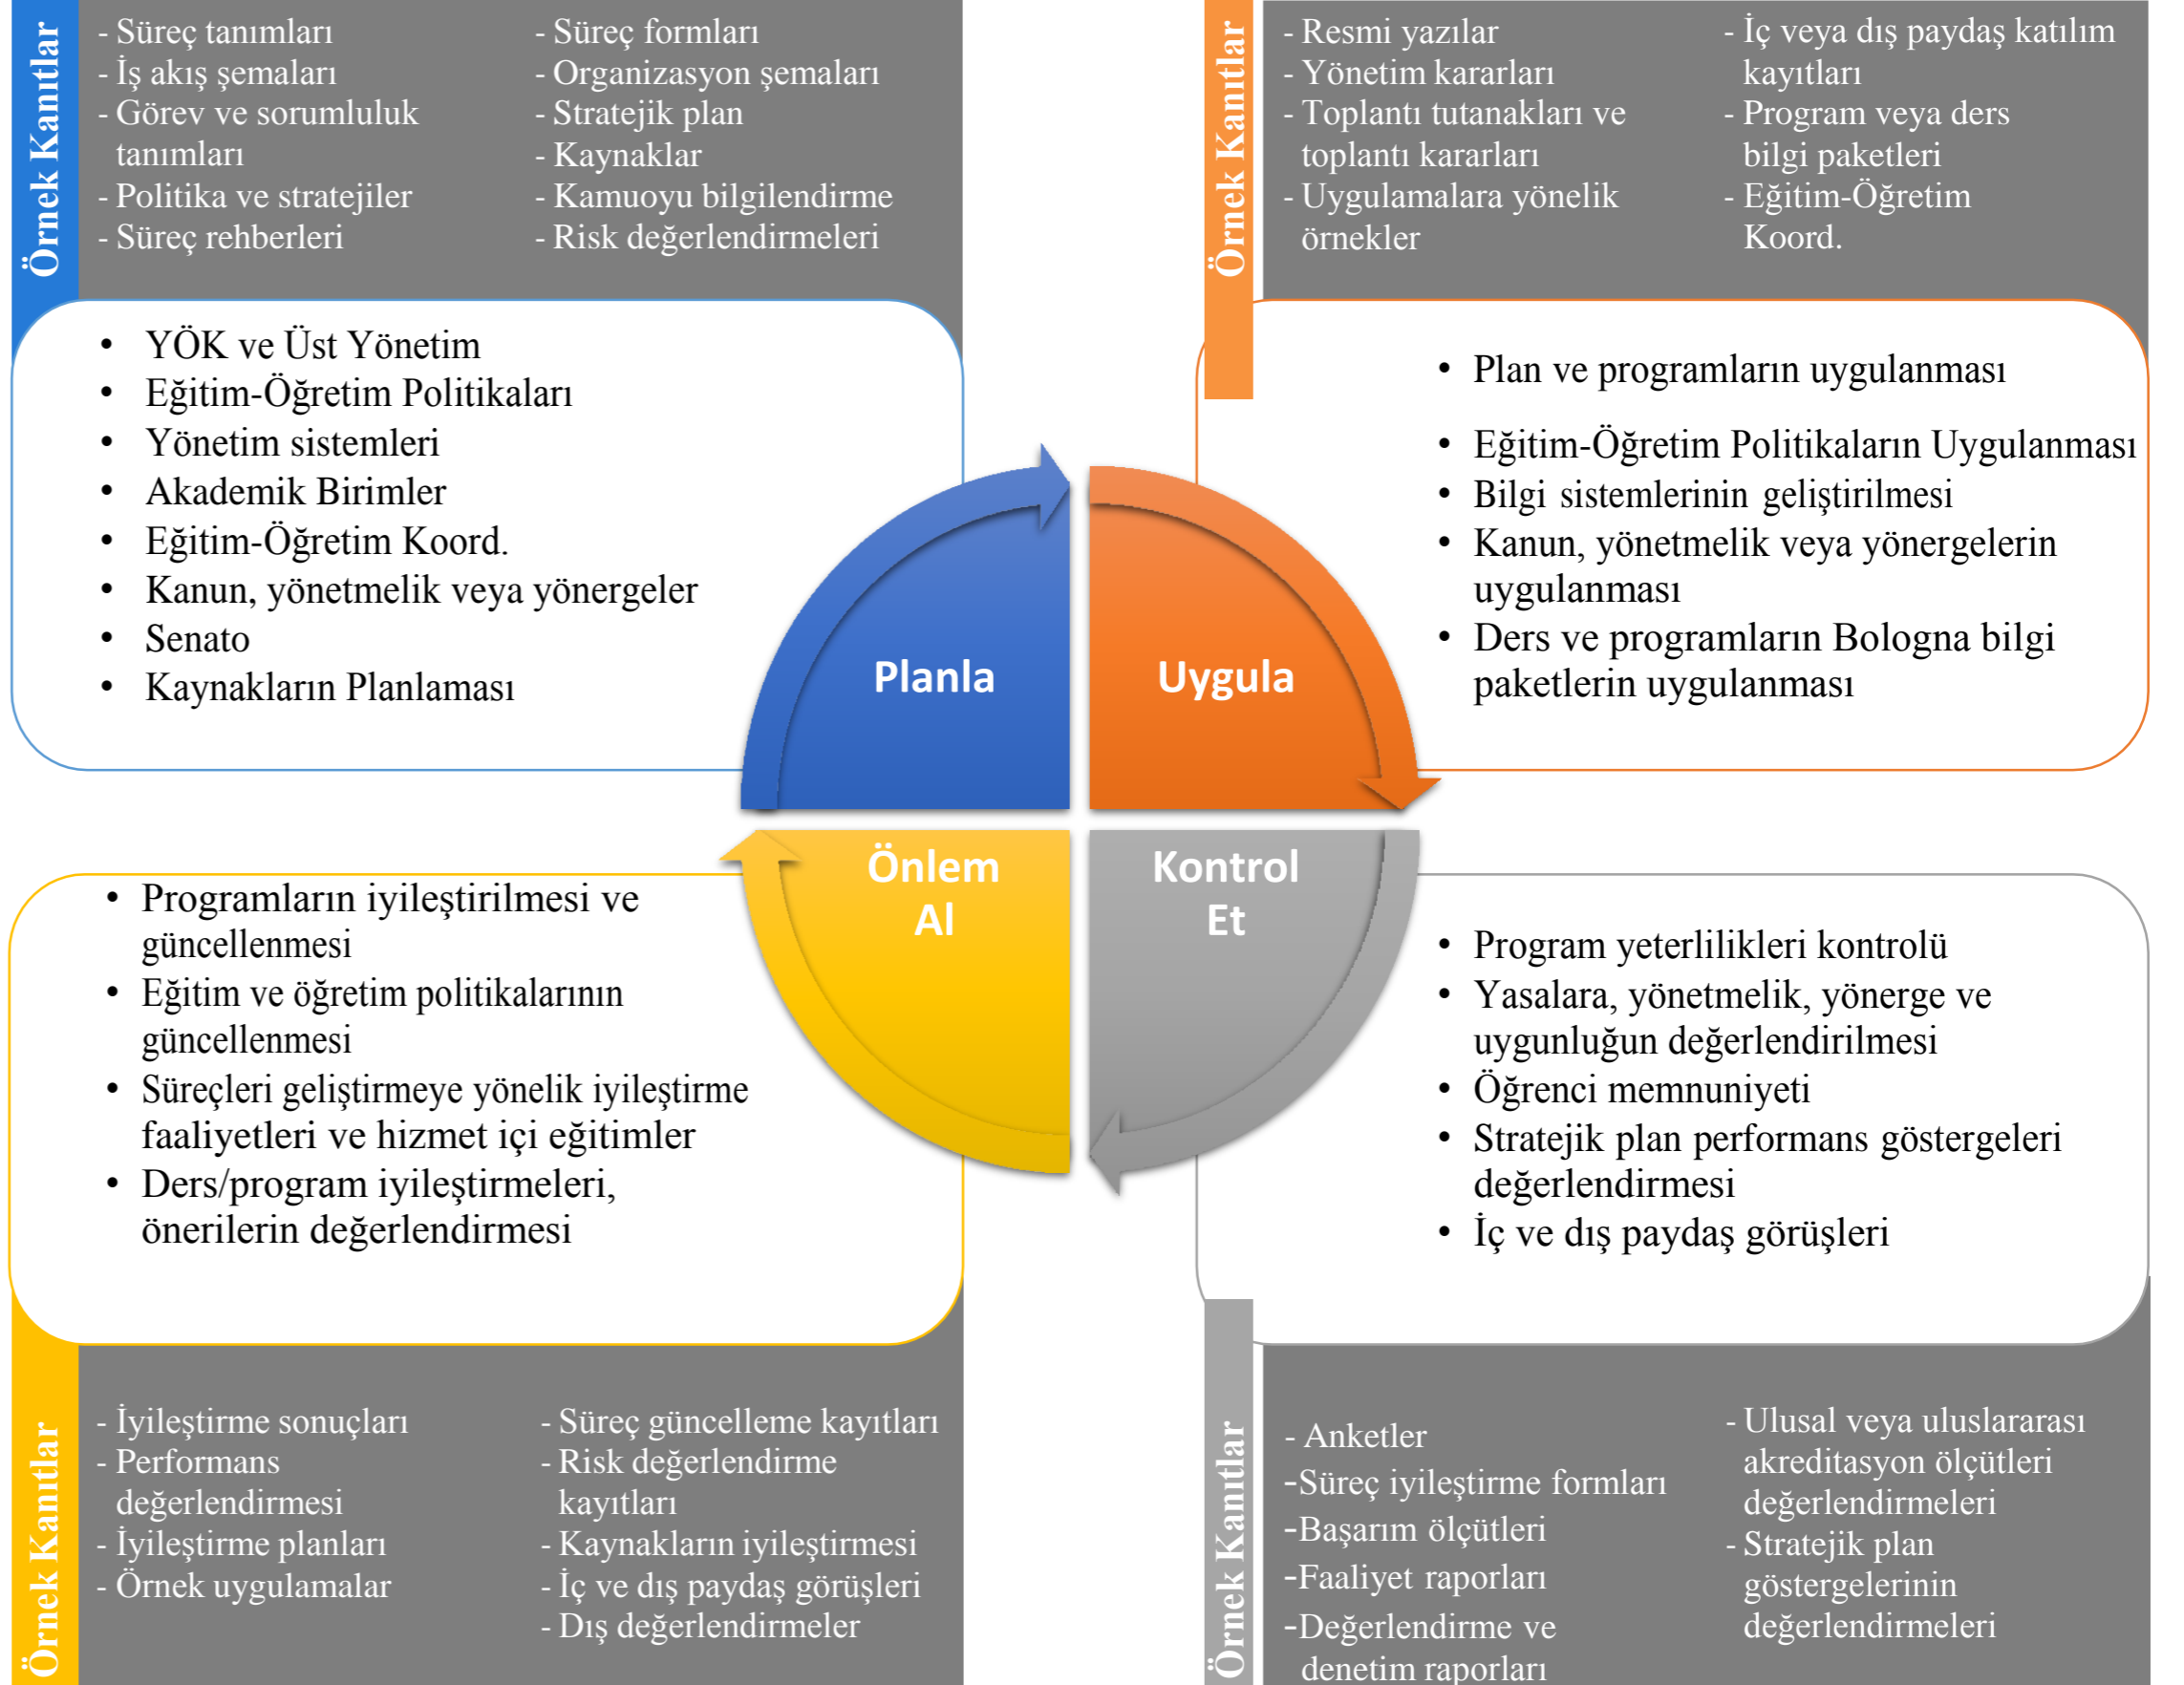 Örnek Kanıtlar
- Süreç tanımları
- İş akış şemaları
- Görev ve sorumluluk
tanımları
- Politika ve stratejiler
- Süreç rehberleri
- Süreç formları
- Organizasyon şemaları
- Stratejik plan
- Kaynaklar
- Kamuoyu bilgilendirme
- Risk değerlendirmeleri
• YÖK ve Üst Yönetim
• Eğitim-Öğretim Politikaları
• Yönetim sistemleri
• Akademik Birimler
• Eğitim-Öğretim Koord.
• Kanun, yönetmelik veya yönergeler
• Senato
• Kaynakların Planlaması
Örnek Kanıtlar
- Resmi yazılar
- Yönetim kararları
- Toplantı tutanakları ve
toplantı kararları
- Uygulamalara yönelik
örnekler
- İç veya dış paydaş katılım
kayıtları
- Program veya ders
bilgi paketleri
- Eğitim-Öğretim
Koord.
• Plan ve programların uygulanması
• Eğitim-Öğretim Politikaların Uygulanması
• Bilgi sistemlerinin geliştirilmesi
• Kanun, yönetmelik veya yönergelerin
uygulanması
• Ders ve programların Bologna bilgi
paketlerin uygulanması
Planla
Uygula
Önlem
Al
Kontrol
Et
• Programların iyileştirilmesi ve
güncellenmesi
• Eğitim ve öğretim politikalarının
güncellenmesi
• Süreçleri geliştirmeye yönelik iyileştirme
faaliyetleri ve hizmet içi eğitimler
• Ders/program iyileştirmeleri,
önerilerin değerlendirmesi
Örnek Kanıtlar
- İyileştirme sonuçları
- Performans
değerlendirmesi
- İyileştirme planları
- Örnek uygulamalar
- Süreç güncelleme kayıtları
- Risk değerlendirme
kayıtları
- Kaynakların iyileştirmesi
- İç ve dış paydaş görüşleri
- Dış değerlendirmeler
• Program yeterlilikleri kontrolü
• Yasalara, yönetmelik, yönerge ve
uygunluğun değerlendirilmesi
• Öğrenci memnuniyeti
• Stratejik plan performans göstergeleri
değerlendirmesi
• İç ve dış paydaş görüşleri
Örnek Kanıtlar
- Anketler
-Süreç iyileştirme formları
-Başarım ölçütleri
-Faaliyet raporları
-Değerlendirme ve
denetim raporları
- Ulusal veya uluslararası
akreditasyon ölçütleri
değerlendirmeleri
- Stratejik plan
göstergelerinin
değerlendirmeleri